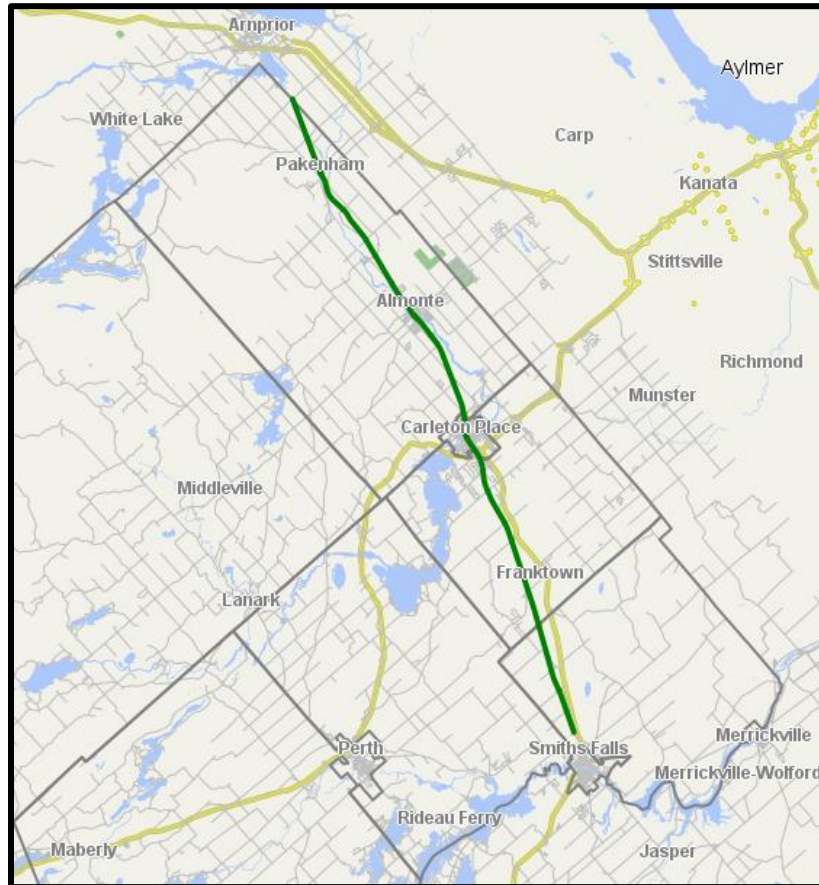 Arnprior
Aylmer
White Lake
Carp
Pakenham
Kanata
Stittsville
Almonte
Richmond
Munster
Carleton Place
Middleville
Franktown
Lanark
Merrickville
Perth
Smiths Falls
Merrickville-Wolford
Rideau Ferry
Maberly
Jasper